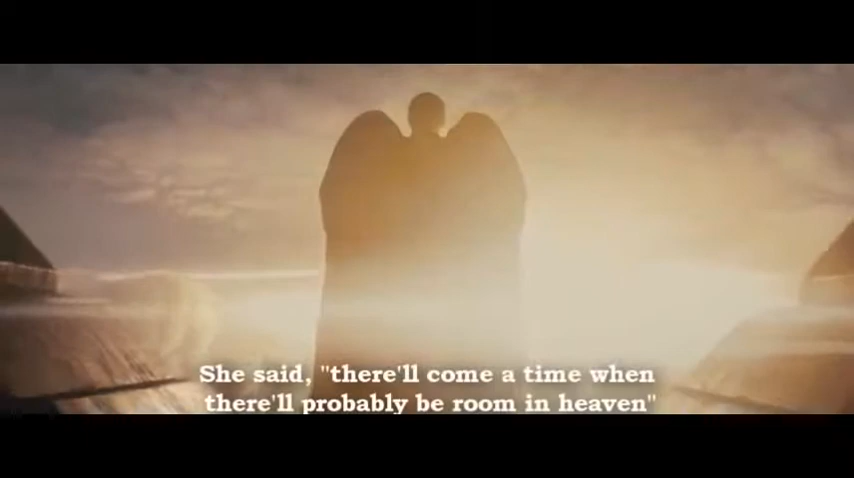 She said, "there'll come a time when
there'll probably be room in heaven"